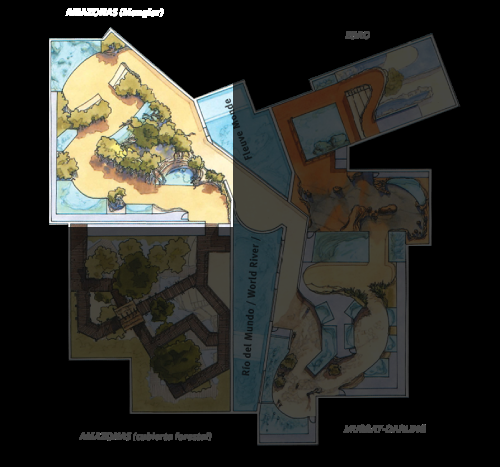 AMAZONAS (Manglar)
EBRO
Río del Mundo / World River / Fleuve Monde
AMAZONAS (cubierta forestal)
MURRAY-DARLING